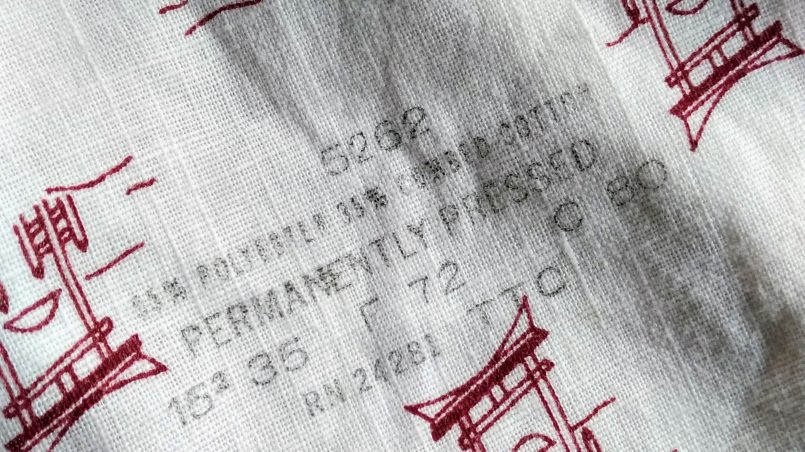 5262
65% POLYESTER 35% COMBED COTTON
PERMANENTLY PRESSED
15³ 35 F 72 C 80
RN 24281 TTC